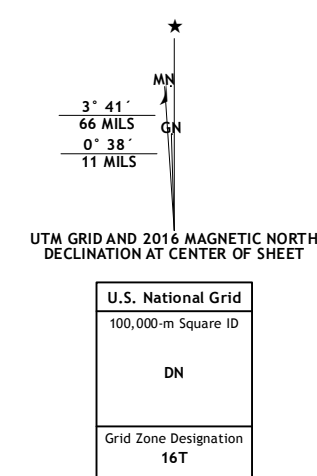 MN
3° 41´
66 MILS
GN
0° 38´
11 MILS
UTM GRID AND 2016 MAGNETIC NORTH
DECLINATION AT CENTER OF SHEET
U.S. National Grid
100,000-m Square ID
DN
Grid Zone Designation
16T